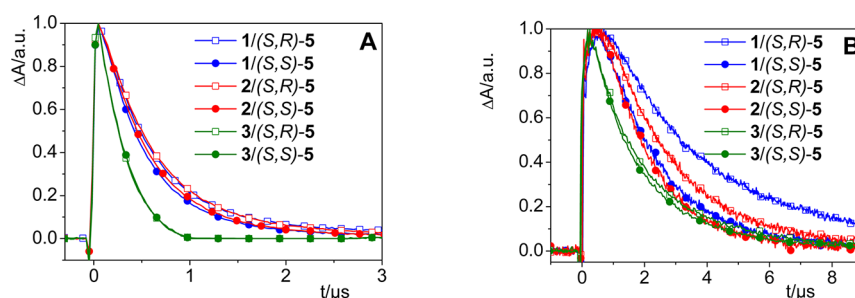 A
1.0
0.8
0.6
0.4
0.2
0.0
ΔA/a.u.
1/(S,R)-5
1/(S,S)-5
2/(S,R)-5
2/(S,S)-5
3/(S,R)-5
3/(S,S)-5
0
1
2
3
t/μs
B
1.0
0.8
0.6
0.4
0.2
0.0
ΔA/a.u.
1/(S,R)-5
1/(S,S)-5
2/(S,R)-5
2/(S,S)-5
3/(S,R)-5
3/(S,S)-5
0
2
4
6
8
t/μs